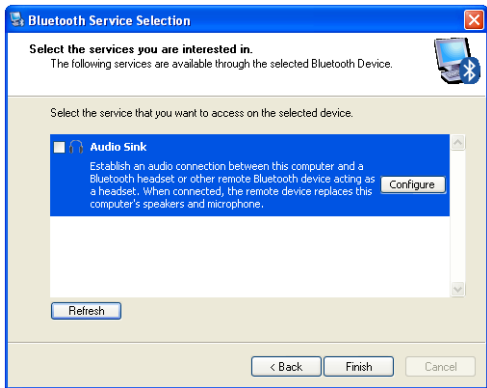 Bluetooth Service Selection
Select the services you are interested in.
The following services are available through the selected Bluetooth Device.
Select the service that you want to access on the selected device.
Audio Sink
Establish an audio connection between this computer and a
Bluetooth headset or other remote Bluetooth device acting as
a headset. When connected, the remote device replaces this
computer's speakers and microphone.
Configure
Refresh
< Back
Finish
Cancel